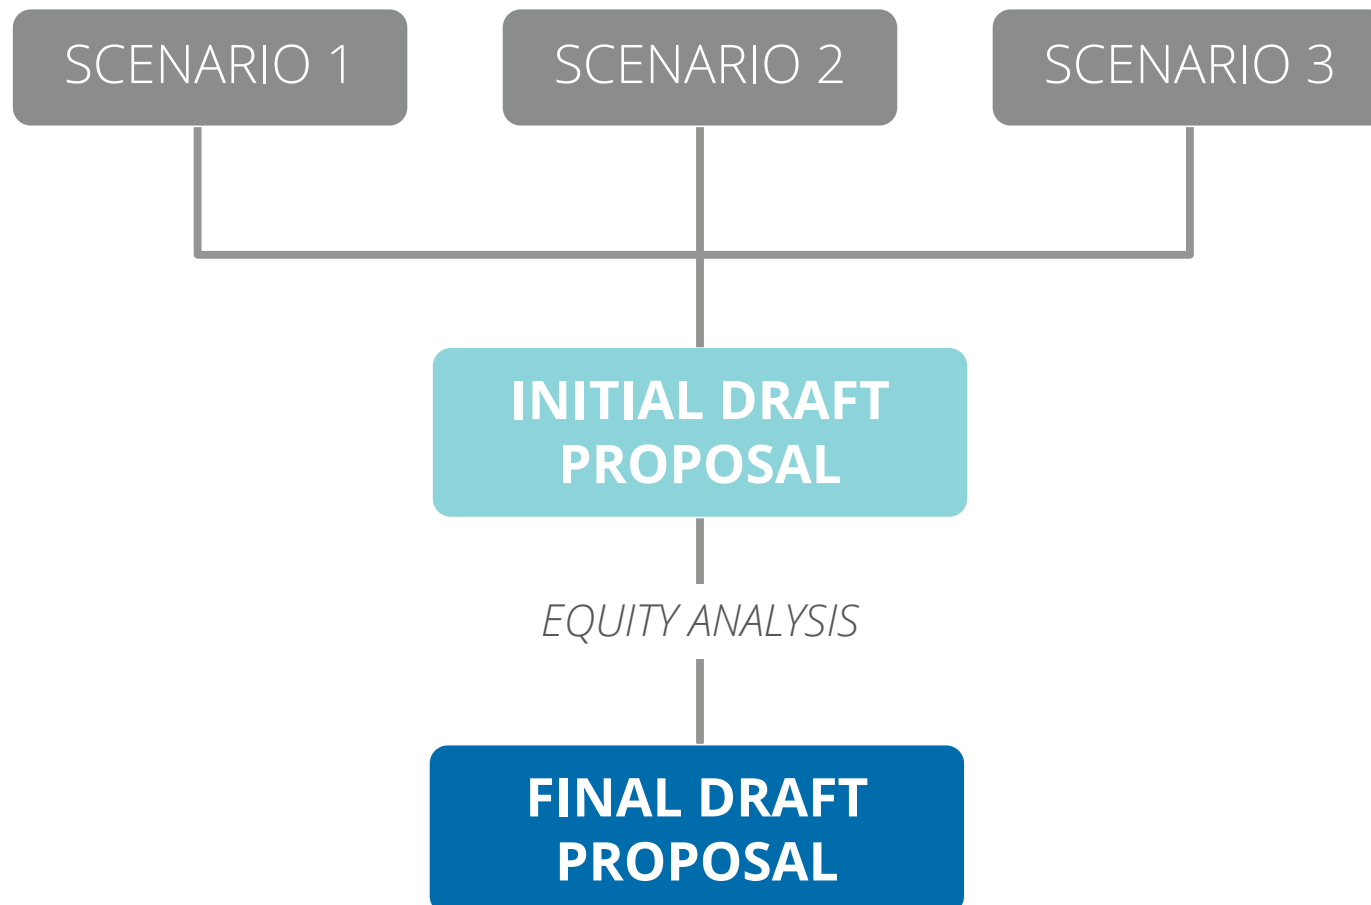 SCENARIO 1
SCENARIO 2
SCENARIO 3
INITIAL DRAFT
PROPOSAL
EQUITY ANALYSIS
FINAL DRAFT
PROPOSAL